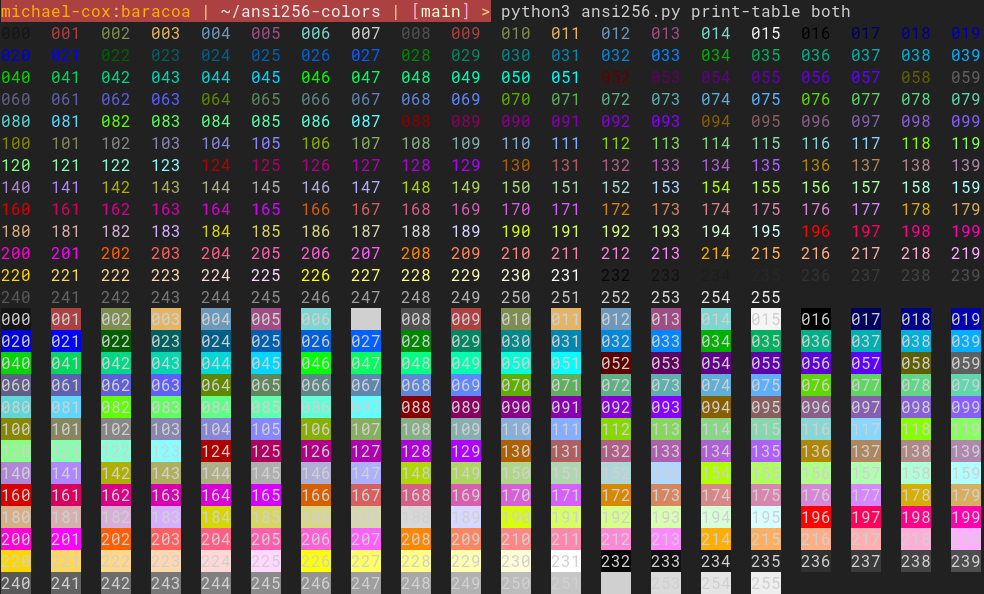 michael-cox:baracoa | ~/ansi256-colors | [main] > python3 ansi256.py print-table both
000 001 002 003 004 005 006 007 008 009 010 011 012 013 014 015 016 017 018 019
020 021 022 023 024 025 026 027 028 029 030 031 032 033 034 035 036 037 038 039
040 041 042 043 044 045 046 047 048 049 050 051 052 053 054 055 056 057 058 059
060 061 062 063 064 065 066 067 068 069 070 071 072 073 074 075 076 077 078 079
080 081 082 083 084 085 086 087 088 089 090 091 092 093 094 095 096 097 098 099
100 101 102 103 104 105 106 107 108 109 110 111 112 113 114 115 116 117 118 119
120 121 122 123 124 125 126 127 128 129 130 131 132 133 134 135 136 137 138 139
140 141 142 143 144 145 146 147 148 149 150 151 152 153 154 155 156 157 158 159
160 161 162 163 164 165 166 167 168 169 170 171 172 173 174 175 176 177 178 179
180 181 182 183 184 185 186 187 188 189 190 191 192 193 194 195 196 197 198 199
200 201 202 203 204 205 206 207 208 209 210 211 212 213 214 215 216 217 218 219
220 221 222 223 224 225 226 227 228 229 230 231 232 233 236 237 238 239
240 241 242 243 244 245 246 247 248 249 250 251 252 253 254 255
000 001 002 003 004 005 006 008 009 010 011 012 013 014 015 016 017 018 019
020 021 022 023 024 025 026 027 028 029 030 031 032 033 034 035 036 037 038 039
040 041 042 043 044 045 046 047 048 049 050 051 052 053 054 055 056 057 058 059
060 061 062 063 064 065 066 067 068 069 070 071 072 073 074 075 076 077 078 079
080 081 082 083 084 085 086 087 088 089 090 091 092 093 094 095 096 097 098 099
100 101 102 103 104 105 106 107 108 109 110 111 112 113 114 115 116 117 118 119
120 121 122 123 124 125 126 127 128 129 130 131 132 133 134 135 136 137 138 139
140 141 142 143 144 145 146 147 148 149 150 151 152 153 154 155 156 157 158 159
160 161 162 163 164 165 166 167 168 169 170 171 172 173 174 175 176 177 178 179
180 181 182 183 184 185 186 188 189 190 191 192 193 194 195 196 197 198 199
200 201 202 203 204 205 206 207 208 209 210 211 212 213 214 215 216 217 218 219
220 221 222 223 224 225 226 227 228 229 230 231 232 233 234 235 236 237 238 239
240 241 242 243 244 245 246 247 248 249 250 251 253 254 255